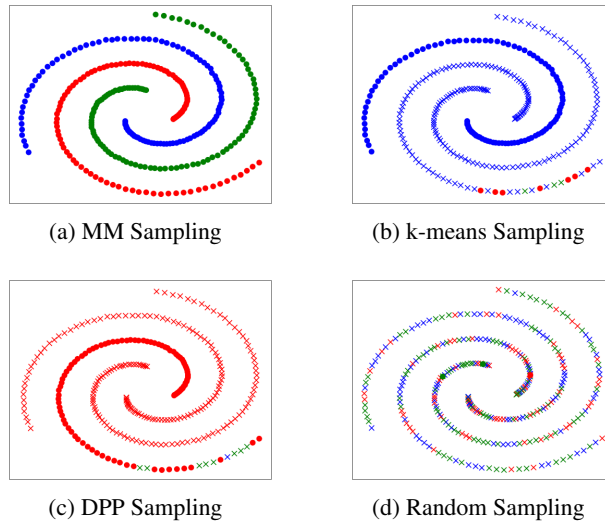 (a) MM Sampling
(b) k-means Sampling
(c) DPP Sampling
(d) Random Sampling